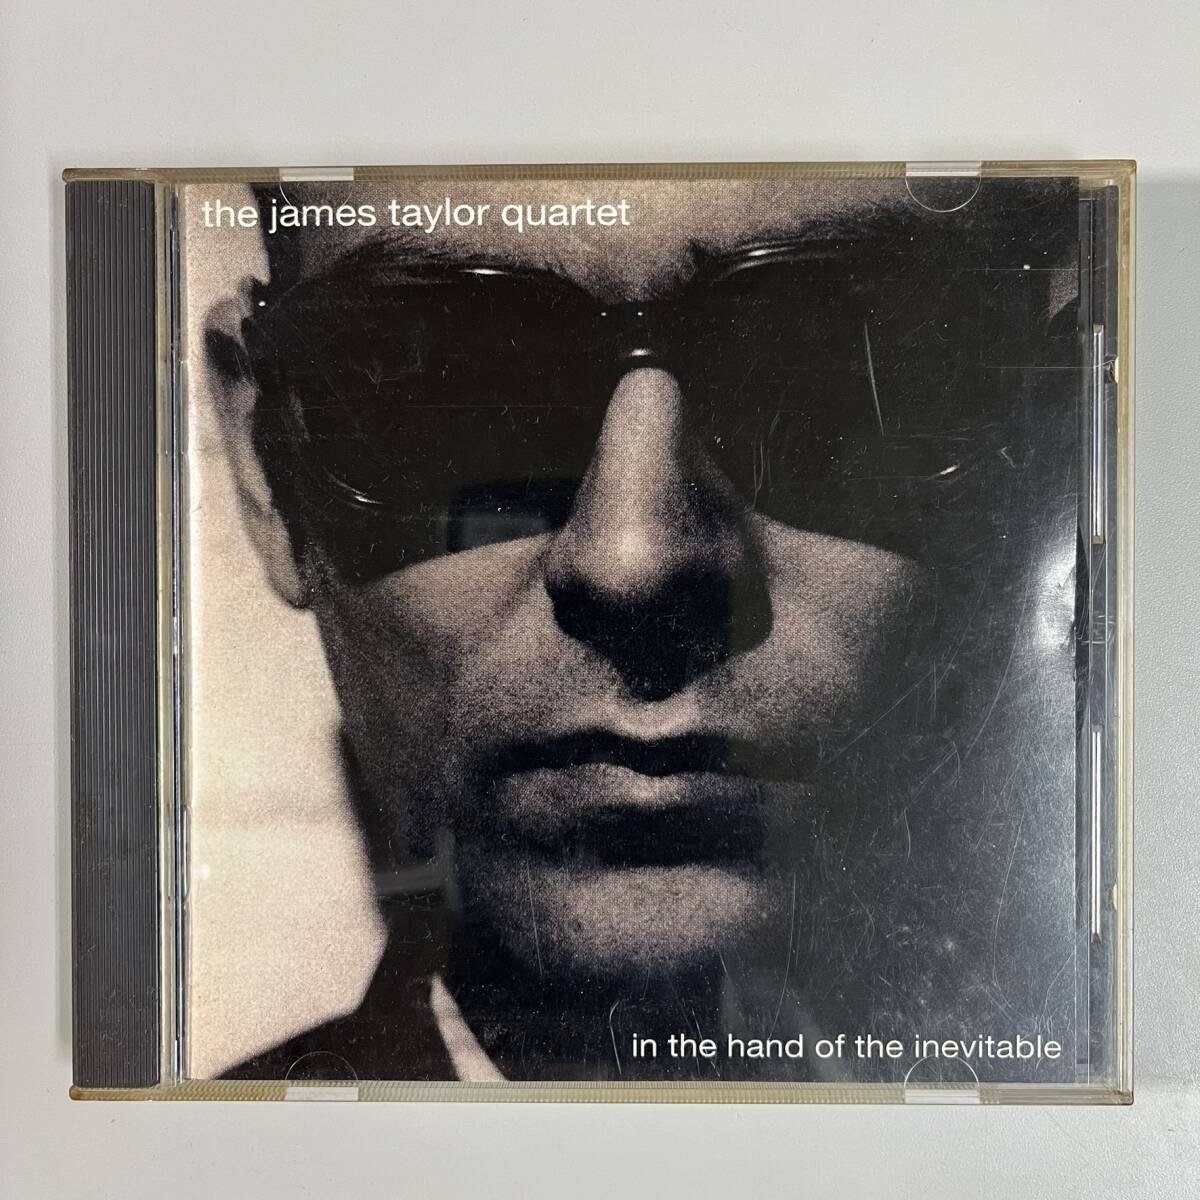 the james taylor quartet
in the hand of the inevitable